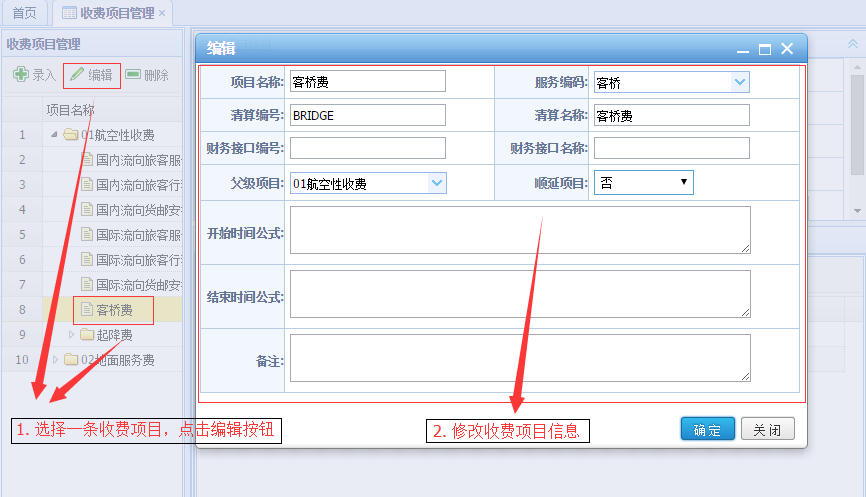 首页 收费项目管理 ×
收费项目管理
录入 编辑 删除
项目名称
1 01航空性收费
2 国内流向旅客服
3 国内流向旅客行
4 国内流向货邮安
5 国际流向旅客服
6 国际流向旅客行
7 国际流向货邮安
8 客桥费
9 起降费
10 02地面服务费
编辑
项目名称: 客桥费 服务编码: 客桥
清算编号: BRIDGE 清算名称: 客桥费
财务接口编号: 财务接口名称:
父级项目: 01航空性收费 顺延项目: 否
开始时间公式:
结束时间公式:
备注:
确定 关闭
1. 选择一条收费项目，点击编辑按钮
2. 修改收费项目信息